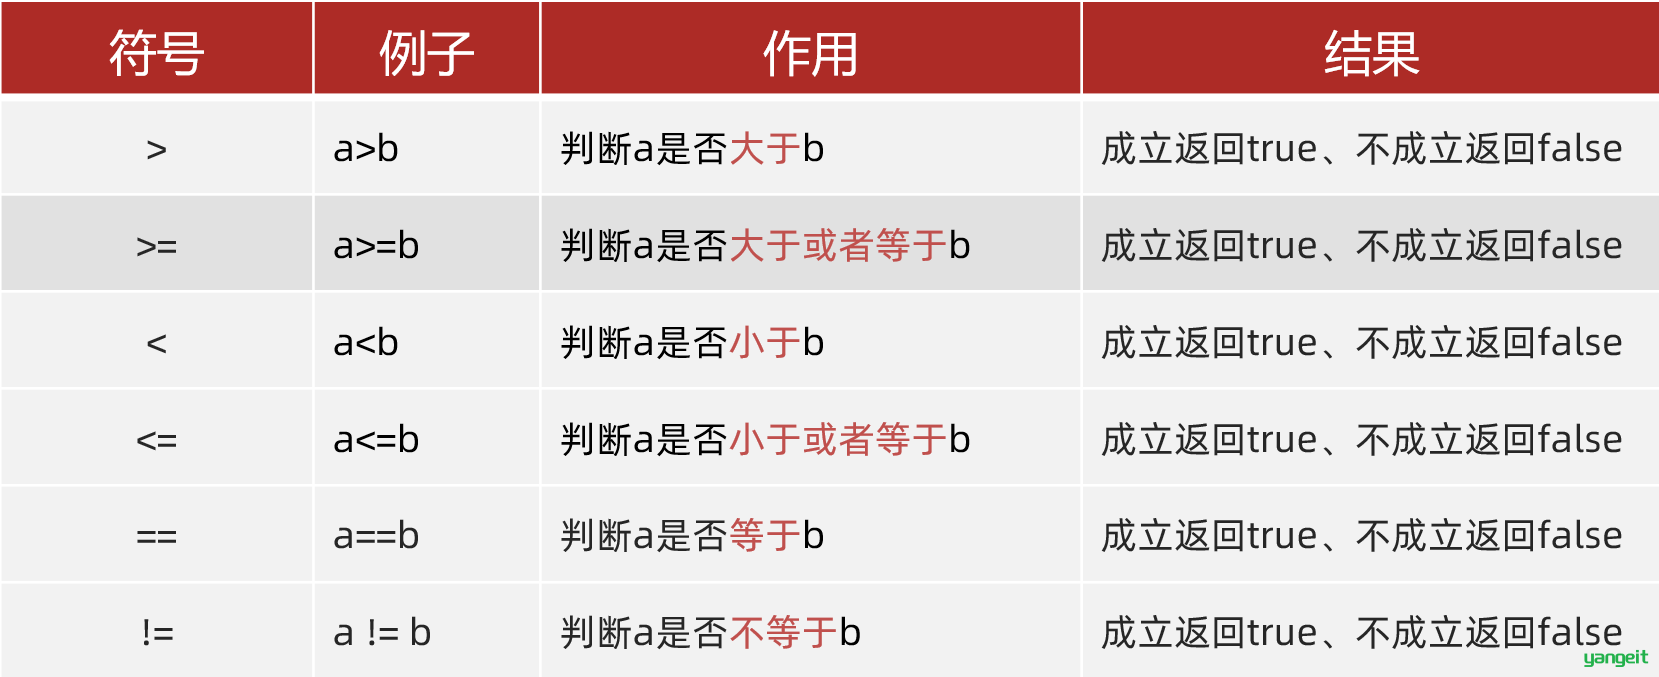 符号 例子 作用 结果
> a>b 判断a是否大于b 成立返回true、不成立返回false
>= a>=b 判断a是否大于或者等于b 成立返回true、不成立返回false
< a<b 判断a是否小于b 成立返回true、不成立返回false
<= a<=b 判断a是否小于或者等于b 成立返回true、不成立返回false
== a==b 判断a是否等于b 成立返回true、不成立返回false
!= a != b 判断a是否不等于b 成立返回true、不成立返回false
yangeit